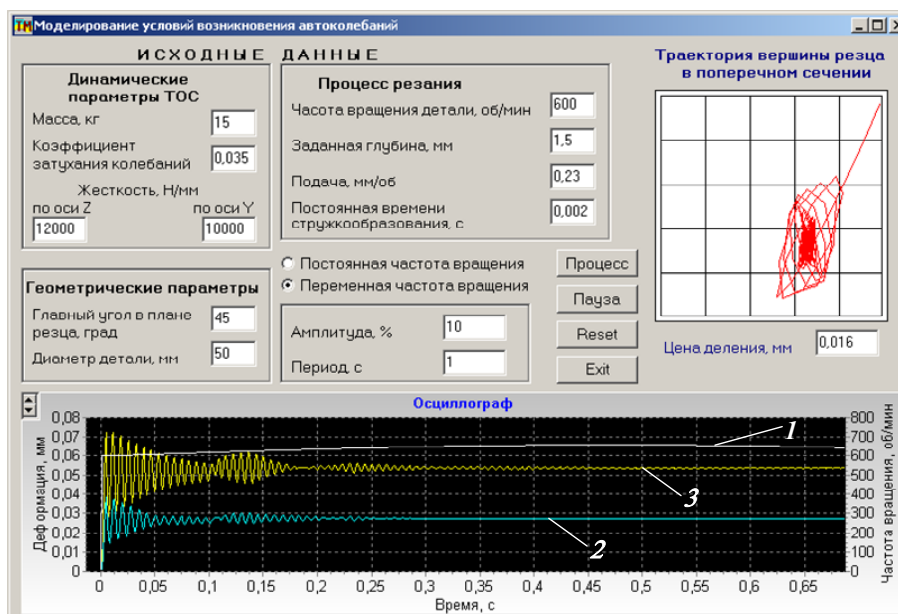 Моделирование условий возникновения автоколебаний
ИСХОДНЫЕ ДАННЫЕ
Динамические
параметры ТОС
Масса, кг
15
Коэффициент
затухания колебаний
0,035
Жесткость, Н/мм
по оси Z
по оси Y
12000
10000
Процесс резания
Частота вращения детали, об/мин
600
Заданная глубина, мм
1,5
Подача, мм/об
0,23
Постоянная времени
стружкообразования, с
0,002
Траектория вершины резца
в поперечном сечении
Цена деления, мм
0,016
Геометрические параметры
Главный угол в плане
резца, град
45
Диаметр детали, мм
50
Постоянная частота вращения
Переменная частота вращения
Амплитуда, %
10
Период, с
1
Процесс
Пауза
Reset
Exit
Осциллограф
Деформация, мм
0,08
0,07
0,06
0,05
0,04
0,03
0,02
0,01
0
1
3
2
800
700
600
500
400
300
200
100
0
Частота вращения, об/мин
0 0,05 0,1 0,15 0,2 0,25 0,3 0,35 0,4 0,45 0,5 0,55 0,6 0,65
Время, с